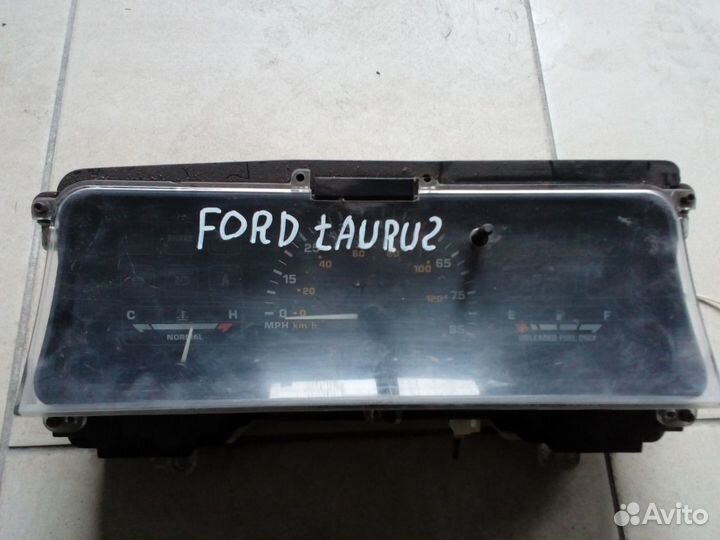 FORD tAURUS
25 65
40 60 80 100
15 75
20 120
0 0 85
MPH km/h
C H
NORMAL
E F
UNLEADED FUEL ONLY
Avito